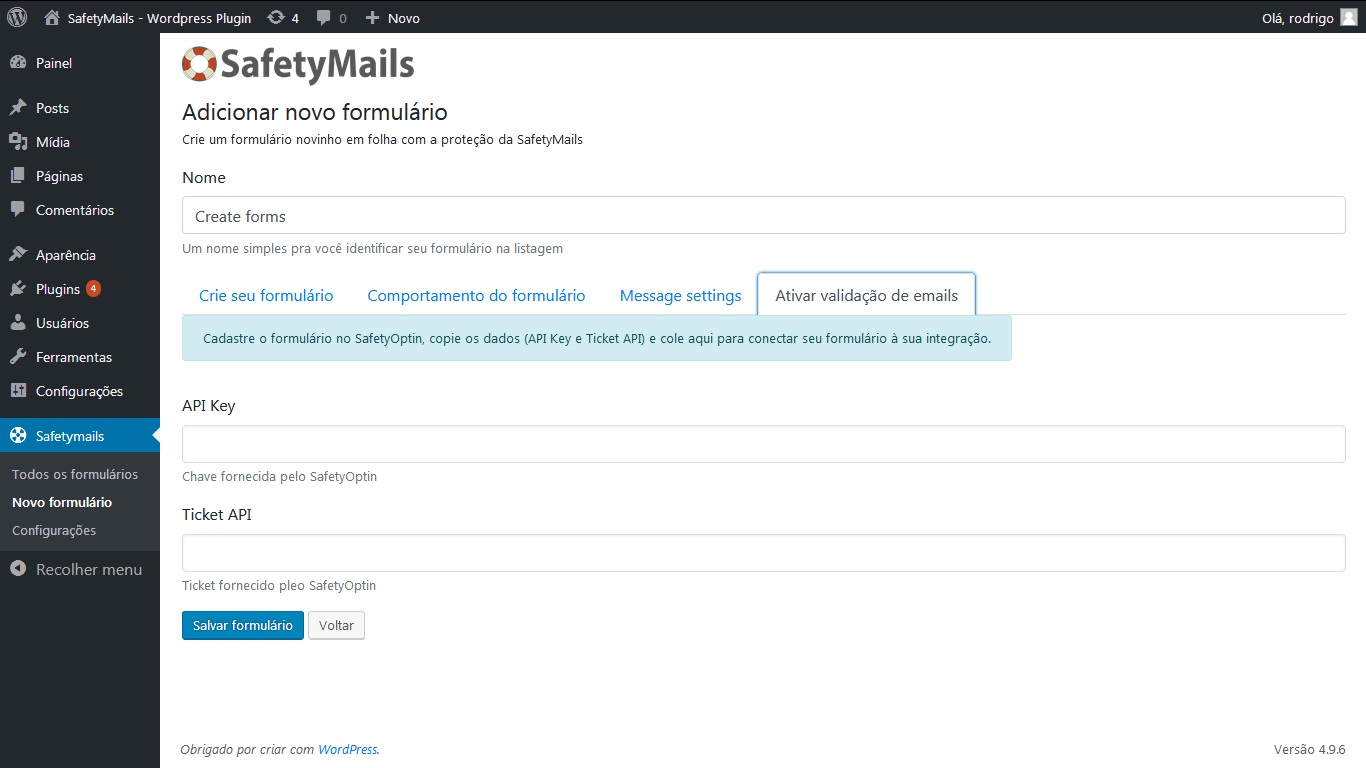 SafetyMails - Wordpress Plugin 4 0 Novo Olá, rodrigo
Painel
Posts
Mídia
Páginas
Comentários
Aparência
Plugins 4
Usuários
Ferramentas
Configurações
Safetymails
Todos os formulários
Novo formulário
Configurações
Recolher menu
SafetyMails
Adicionar novo formulário
Crie um formulário novinho em folha com a proteção da SafetyMails
Nome
Create forms
Um nome simples pra você identificar seu formulário na listagem
Crie seu formulário Comportamento do formulário Message settings Ativar validação de emails
Cadastre o formulário no SafetyOptin, copie os dados (API Key e Ticket API) e cole aqui para conectar seu formulário à sua integração.
API Key
Chave fornecida pelo SafetyOptin
Ticket API
Ticket fornecido pleo SafetyOptin
Salvar formulário Voltar
Obrigado por criar com WordPress. Versão 4.9.6